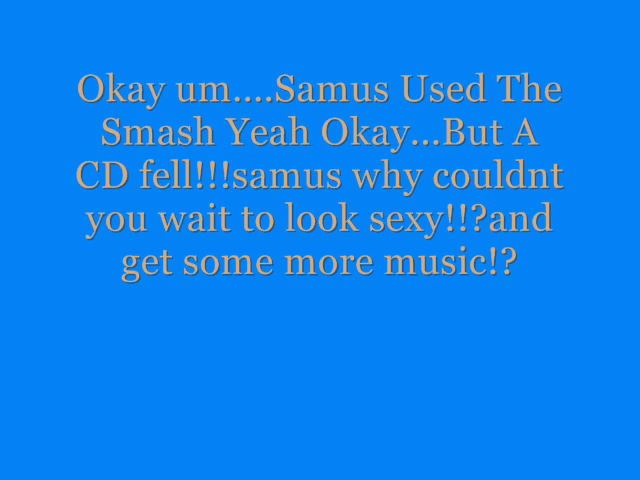 Okay um....Samus Used The
Smash Yeah Okay...But A
CD fell!!!samus why couldnt
you wait to look sexy!!?and
get some more music!?